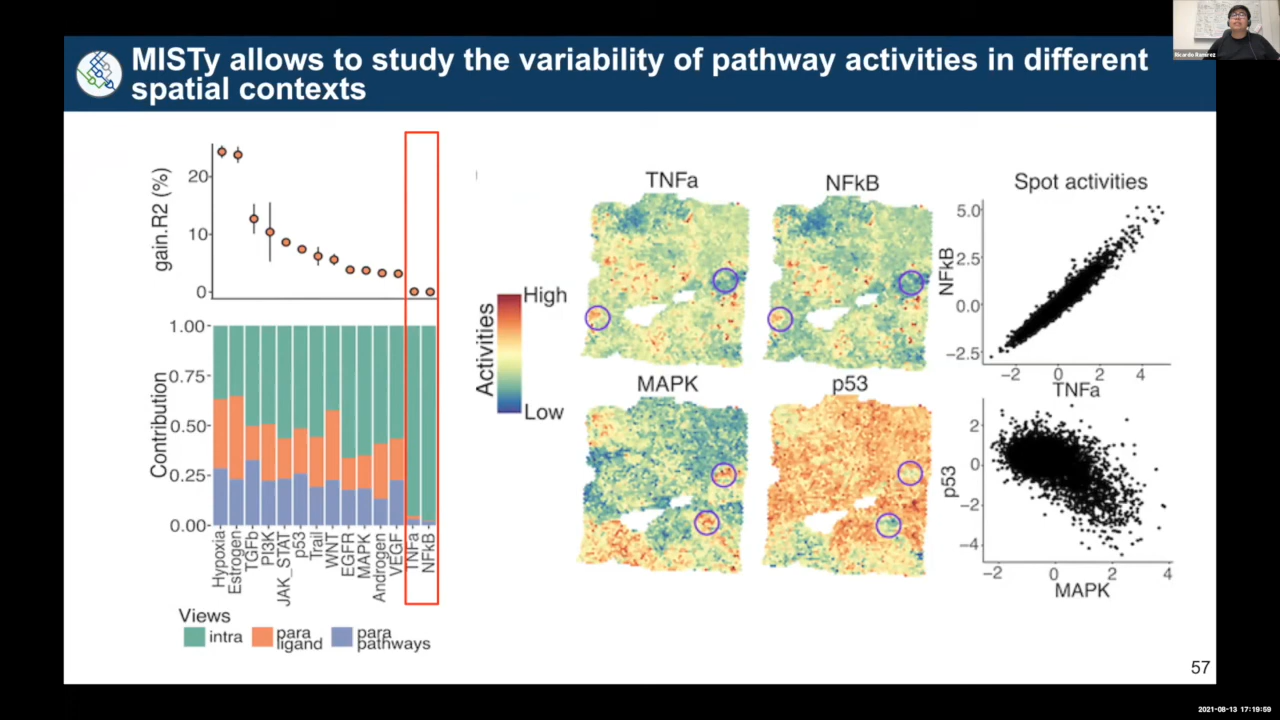 MISTy allows to study the variability of pathway activities in different
spatial contexts
Ricardo Ramirez
gain.R2 (%)
20
10
0
Contribution
1.00
0.75
0.50
0.25
0.00
Hypoxia
Estrogen
TGFb
PI3K
JAK_STAT
p53
Trail
WNT
EGFR
MAPK
Androgen
VEGF
TNFa
NFkB
Views
intra
para
ligand
para
pathways
Activities
High
Low
TNFa
NFkB
MAPK
p53
Spot activities
NFkB
5.0
2.5
0.0
−2.5
−2
0
2
4
TNFa
p53
2
0
−2
−4
−2
0
2
4
MAPK
57
2021-08-13 17:19:59